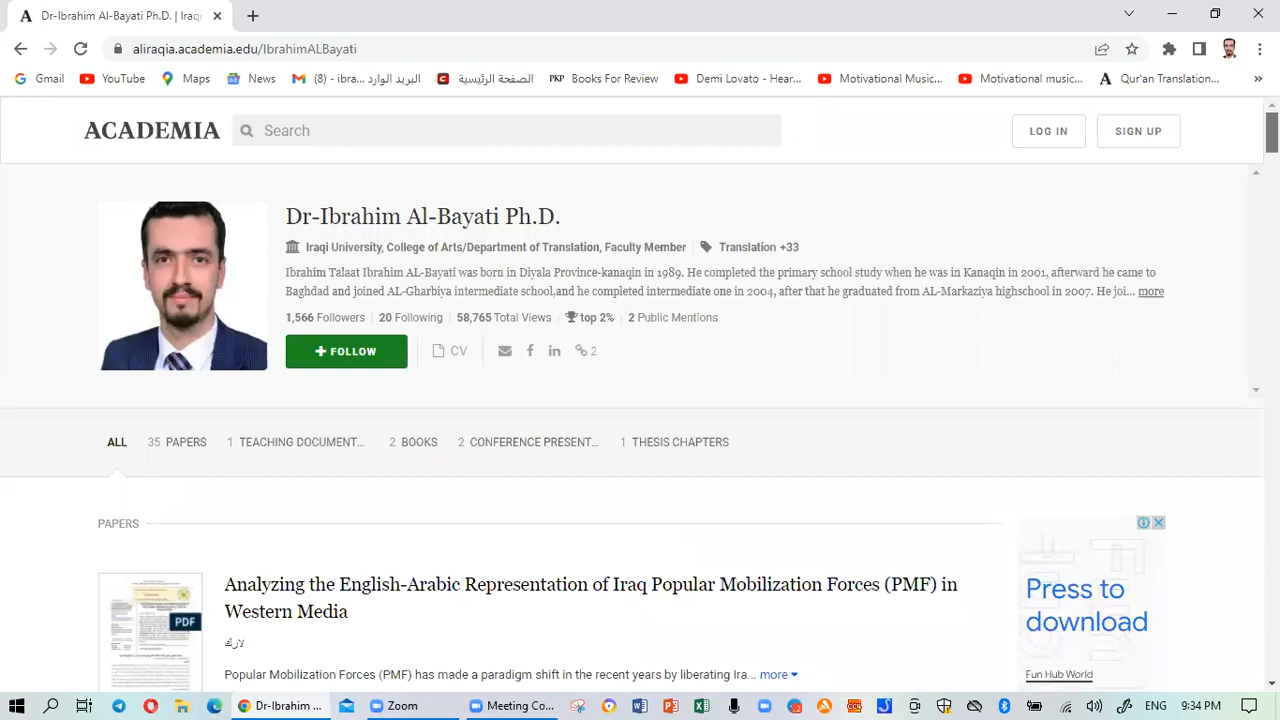 Dr-Ibrahim Al-Bayati Ph.D. | Iraqi
aliraqia.academia.edu/IbrahimALBayati
Gmail YouTube Maps News البريد الوارد (8) - ibra... الصفحة الرئيسية Books For Review Demi Lovato - Hear... Motivational Music... Motivational music... Qur'an Translation... »
ACADEMIA Search LOG IN SIGN UP
Dr-Ibrahim Al-Bayati Ph.D.
Iraqi University, College of Arts/Department of Translation, Faculty Member Translation +33
Ibrahim Talaat Ibrahim AL-Bayati was born in Diyala Province-kanaqin in 1989. He completed the primary school study when he was in Kanaqin in 2001, afterward he came to
Baghdad and joined AL-Gharbiya intermediate school,and he completed intermediate one in 2004, after that he graduated from AL-Markaziya highschool in 2007. He joi... more
1,566 Followers 20 Following 58,765 Total Views top 2% 2 Public Mentions
+ FOLLOW CV 2
ALL 35 PAPERS 1 TEACHING DOCUMENT... 2 BOOKS 2 CONFERENCE PRESENT... 1 THESIS CHAPTERS
PAPERS
Analyzing the English-Arabic Representation of Iraq Popular Mobilization Forces (PMF) in
Western Media
PDF
Popular Mobilization Forces (PMF), ... a paradigm shift in the recent years by liberating Ira... more
Press to
download
Fun Hub World
Dr-Ibrahim ... Zoom Meeting Co... ENG 9:34 PM